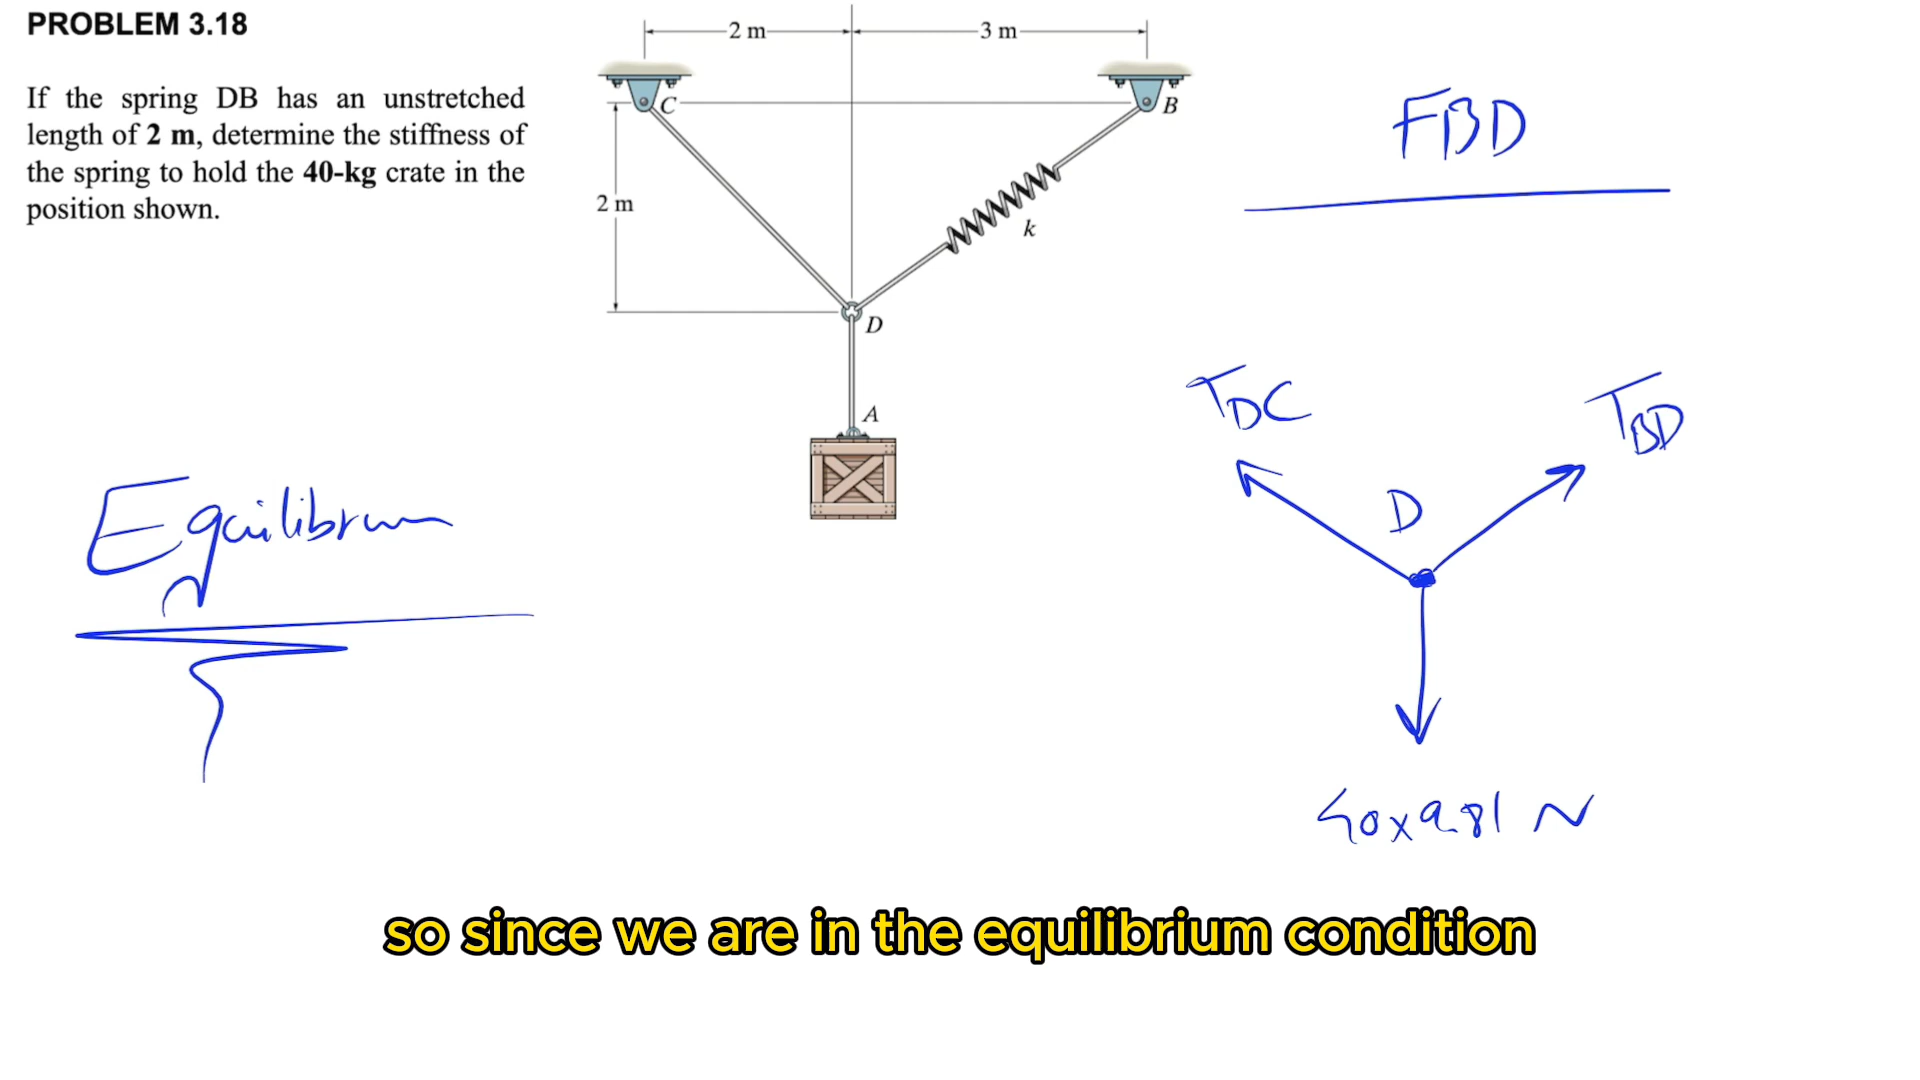 PROBLEM 3.18
If the spring DB has an unstretched
length of 2 m, determine the stiffness of
the spring to hold the 40-kg crate in the
position shown.
2 m
3 m
C
B
2 m
k
D
A
FBD
TDC
TBD
D
40x9.81 N
Equilibrum
so since we are in the equilibrium condition